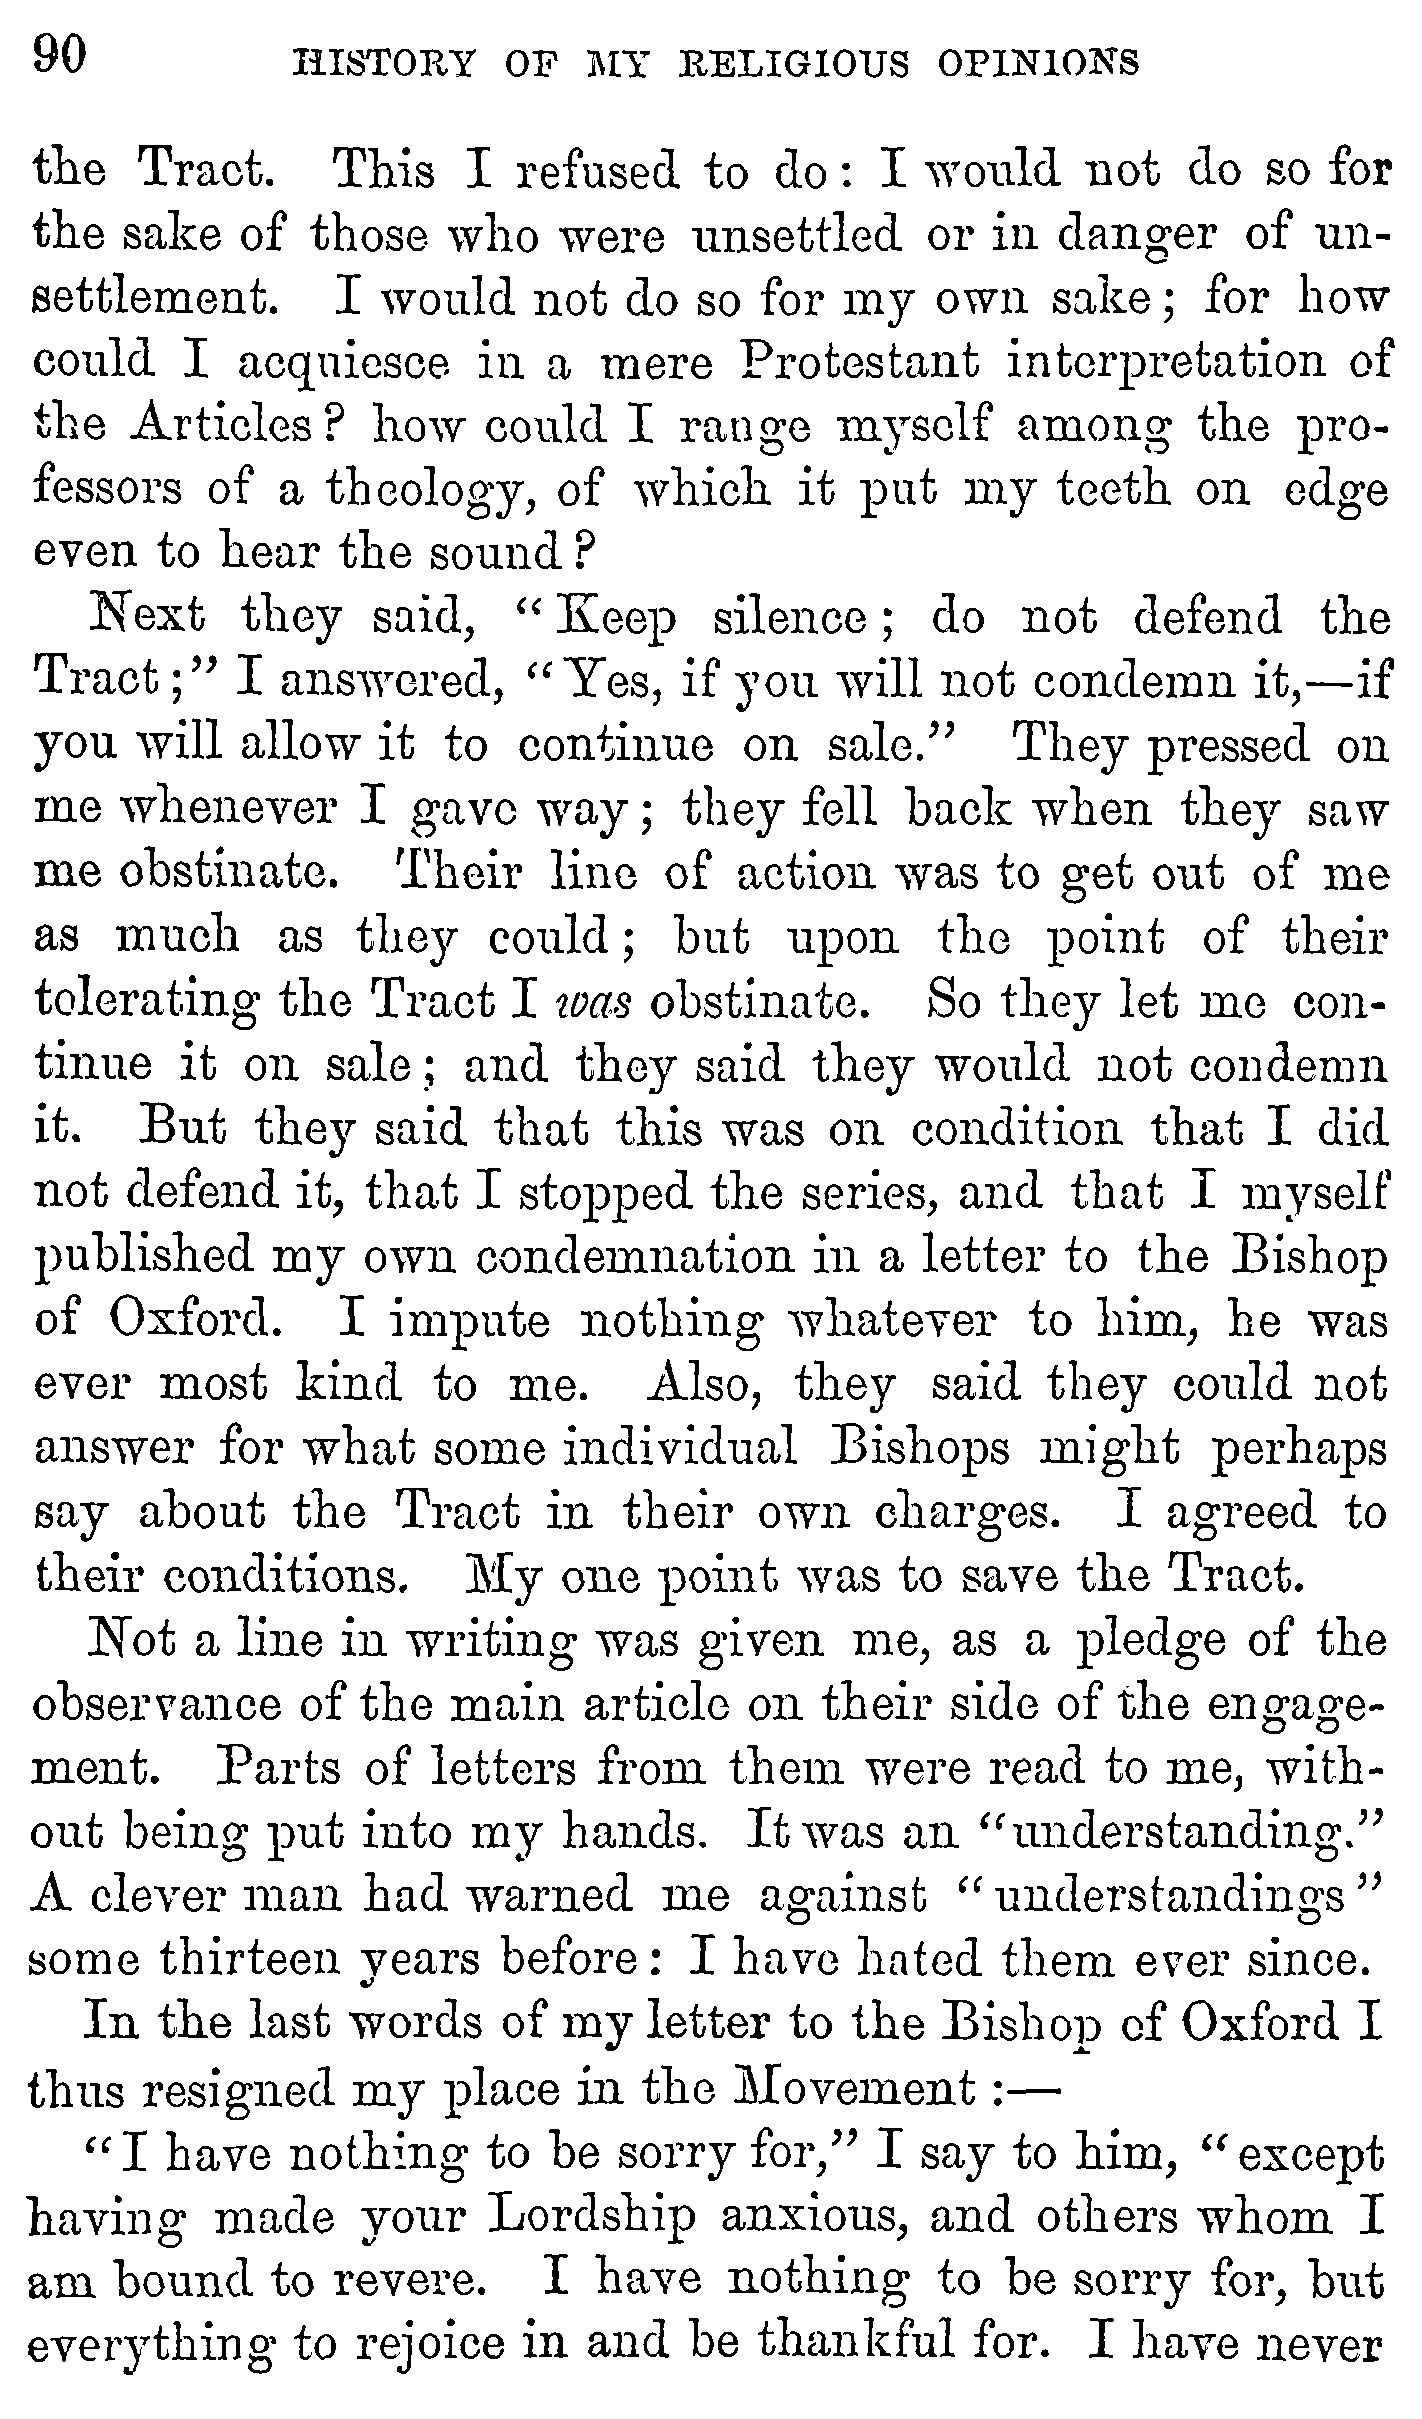 90 HISTORY OF MY RELIGIOUS OPINIONS
the Tract. This I refused to do: I would not do so for
the sake of those who were unsettled or in danger of un-
settlement. I would not do so for my own sake; for how
could I acquiesce in a mere Protestant interpretation of
the Articles? how could I range myself among the pro-
fessors of a theology, of which it put my teeth on edge
even to hear the sound?
Next they said, "Keep silence; do not defend the
Tract;" I answered, "Yes, if you will not condemn it,—if
you will allow it to continue on sale." They pressed on
me whenever I gave way; they fell back when they saw
me obstinate. Their line of action was to get out of me
as much as they could; but upon the point of their
tolerating the Tract I was obstinate. So they let me con-
tinue it on sale; and they said they would not condemn
it. But they said that this was on condition that I did
not defend it, that I stopped the series, and that I myself
published my own condemnation in a letter to the Bishop
of Oxford. I impute nothing whatever to him, he was
ever most kind to me. Also, they said they could not
answer for what some individual Bishops might perhaps
say about the Tract in their own charges. I agreed to
their conditions. My one point was to save the Tract.
Not a line in writing was given me, as a pledge of the
observance of the main article on their side of the engage-
ment. Parts of letters from them were read to me, with-
out being put into my hands. It was an "understanding."
A clever man had warned me against "understandings"
some thirteen years before: I have hated them ever since.
In the last words of my letter to the Bishop of Oxford I
thus resigned my place in the Movement:—
"I have nothing to be sorry for," I say to him, "except
having made your Lordship anxious, and others whom I
am bound to revere. I have nothing to be sorry for, but
everything to rejoice in and be thankful for. I have never